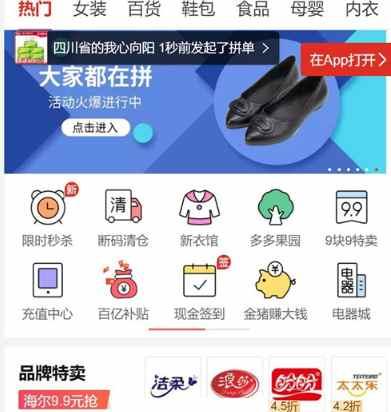 热门 女装 百货 鞋包 食品 母婴 内衣
四川省的我心向阳 1秒前发起了拼单
在App打开 >
大家都在拼
活动火爆进行中
点击进入
新
清
9.9
限时秒杀 断码清仓 新衣馆 多多果园 9块9特卖
签
¥
电器
充值中心 百亿补贴 现金签到 金猪赚大钱 电器城
品牌特卖
海尔9.9元抢
洁柔 浪莎 盼盼 太太乐
4.5折 4.2折